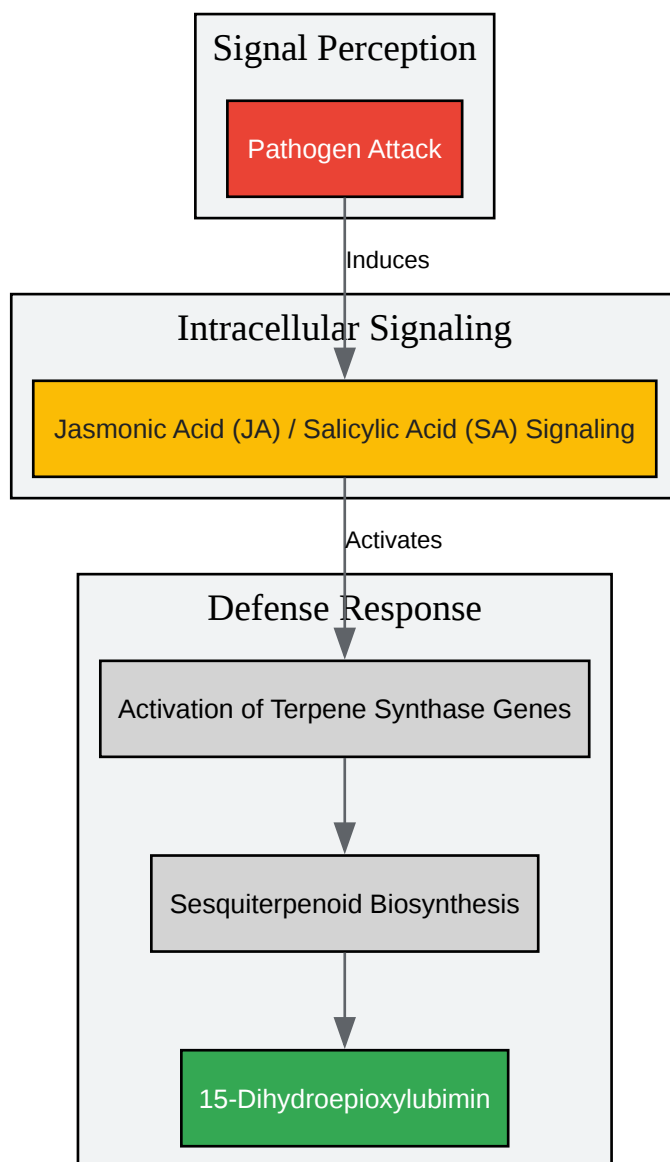 Signal Perception
Pathogen Attack
Induces
Intracellular Signaling
Jasmonic Acid (JA) / Salicylic Acid (SA) Signaling
Activates
Defense Response
Activation of Terpene Synthase Genes
Sesquiterpenoid Biosynthesis
15-Dihydroepioxylubimin